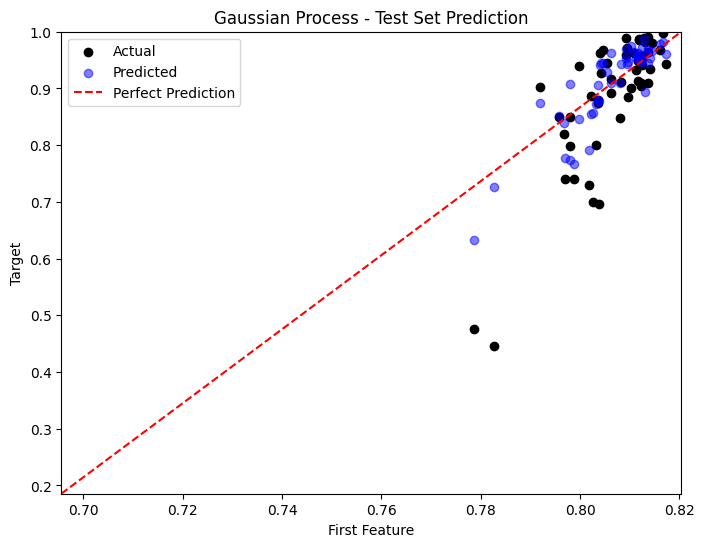 Gaussian Process - Test Set Prediction
Actual
Predicted
Perfect Prediction
Target
1.0
0.9
0.8
0.7
0.6
0.5
0.4
0.3
0.2
0.70 0.72 0.74 0.76 0.78 0.80 0.82
First Feature